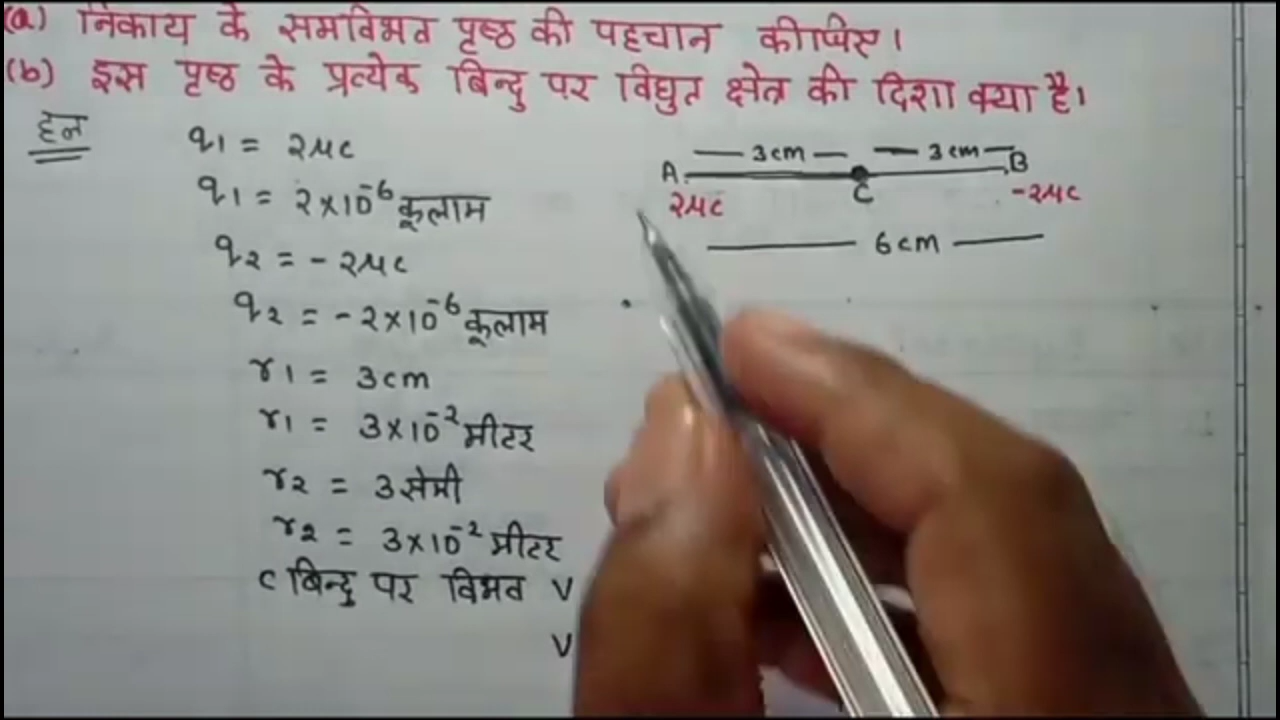 (a) निकाय के समविभव पृष्ठ की पहचान कीजिए।
(b) इस पृष्ठ के प्रत्येक बिन्दु पर विद्युत क्षेत्र की दिशा क्या है।
हल
q1 = 2μc
q1 = 2×10⁻⁶ कूलाम
q2 = -2μc
q2 = -2×10⁻⁶ कूलाम
r1 = 3cm
r1 = 3×10⁻² मीटर
r2 = 3 सेमी
r2 = 3×10⁻² मीटर
C बिन्दु पर विभव V
V
3cm 3cm
A C B
2μc -2μc
6cm